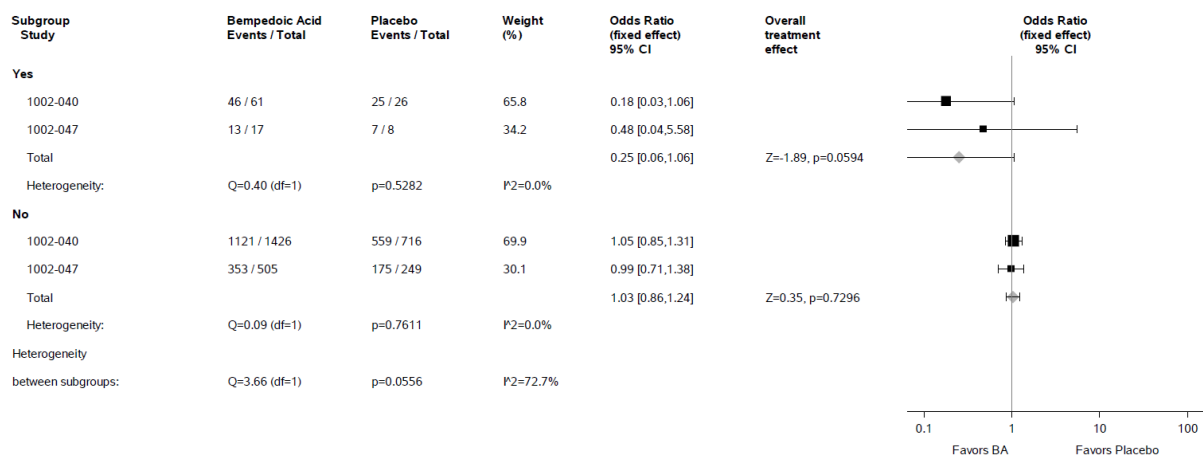 Subgroup Bempedoic Acid Placebo Weight Odds Ratio Overall Odds Ratio
Study Events / Total Events / Total (%) (fixed effect) treatment (fixed effect)
95% CI effect 95% CI
Yes
1002-040 46 / 61 25 / 26 65.8 0.18 [0.03,1.06]
1002-047 13 / 17 7 / 8 34.2 0.48 [0.04,5.58]
Total 0.25 [0.06,1.06] Z=-1.89, p=0.0594
Heterogeneity: Q=0.40 (df=1) p=0.5282 I^2=0.0%
No
1002-040 1121 / 1426 559 / 716 69.9 1.05 [0.85,1.31]
1002-047 353 / 505 175 / 249 30.1 0.99 [0.71,1.38]
Total 1.03 [0.86,1.24] Z=0.35, p=0.7296
Heterogeneity: Q=0.09 (df=1) p=0.7611 I^2=0.0%
Heterogeneity
between subgroups: Q=3.66 (df=1) p=0.0556 I^2=72.7%
0.1 1 10 100
Favors BA Favors Placebo